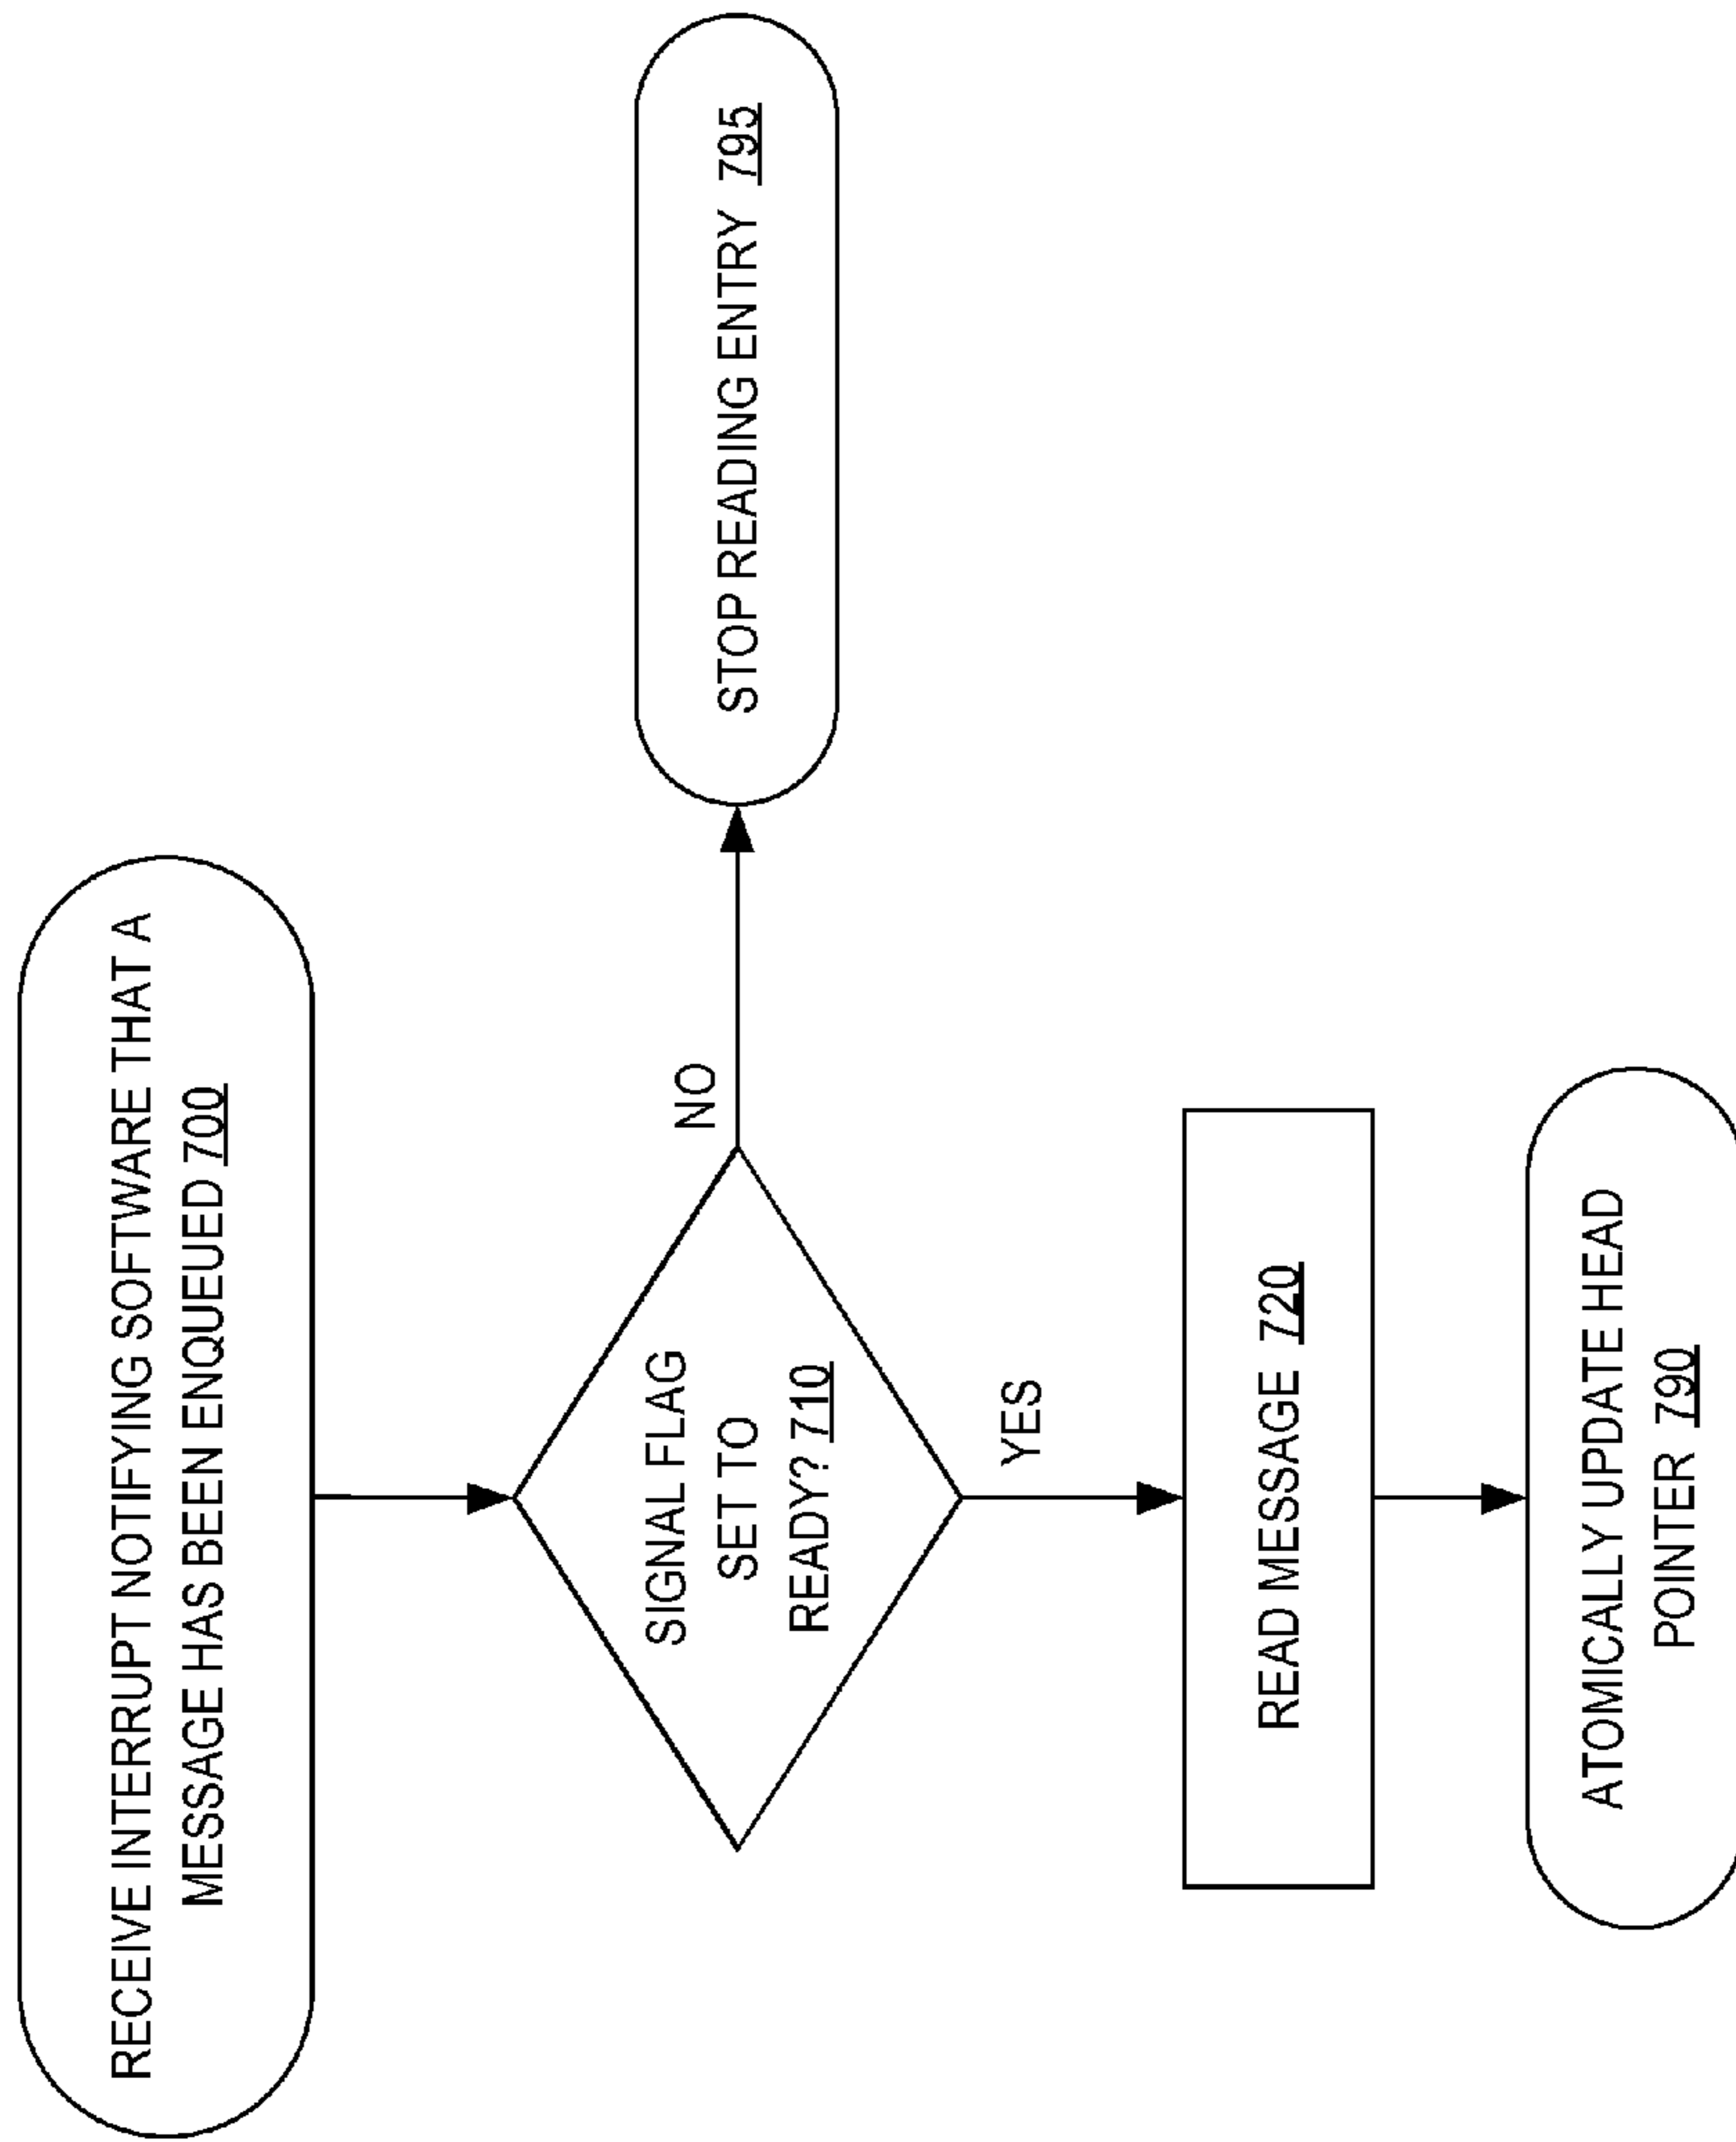 RECEIVE INTERRUPT NOTIFYING SOFTWARE THAT A
MESSAGE HAS BEEN ENQUEUED 700
SIGNAL FLAG
SET TO
READY? 710
NO
STOP READING ENTRY 795
YES
READ MESSAGE 720
ATOMICALLY UPDATE HEAD
POINTER 790